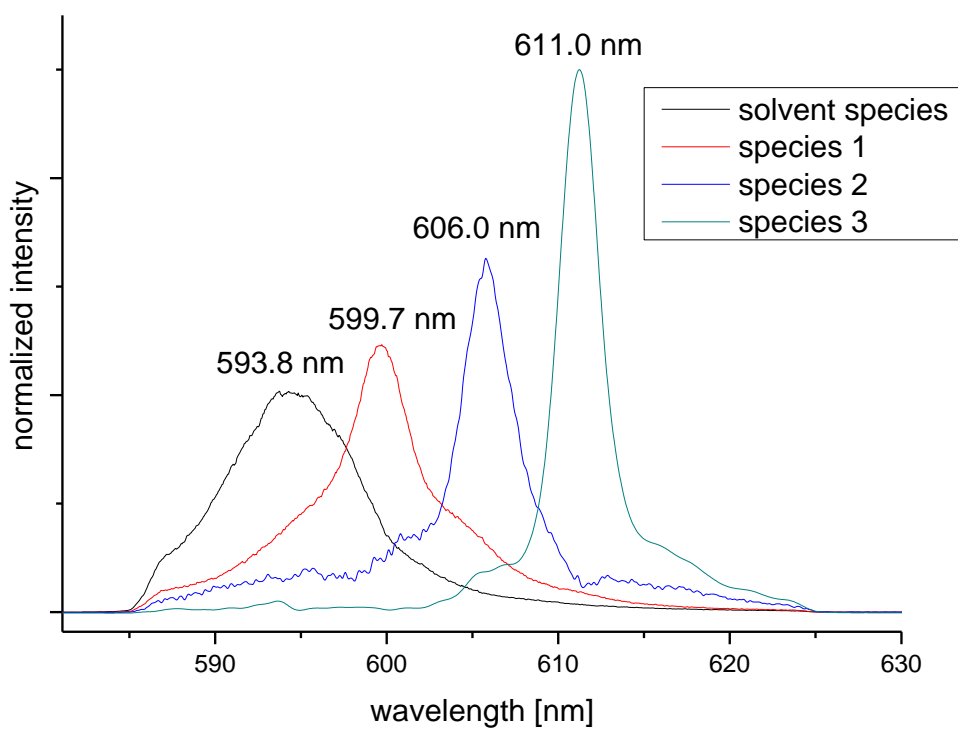 611.0 nm
solvent species
species 1
species 2
species 3
606.0 nm
599.7 nm
593.8 nm
normalized intensity
590
600
610
620
630
wavelength [nm]